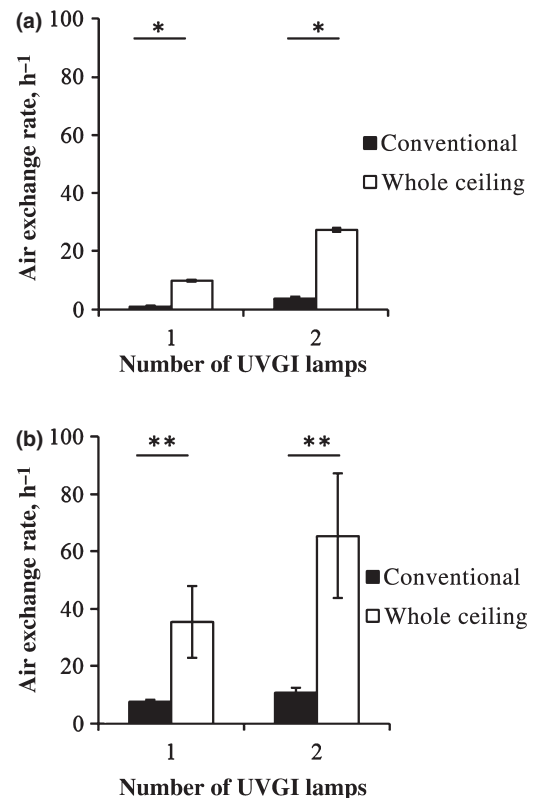 (a) 100
80
60
40
20
0
Air exchange rate, h⁻¹
* *
Conventional
Whole ceiling
1 2
Number of UVGI lamps
(b) 100
80
60
40
20
0
Air exchange rate, h⁻¹
** **
Conventional
Whole ceiling
1 2
Number of UVGI lamps